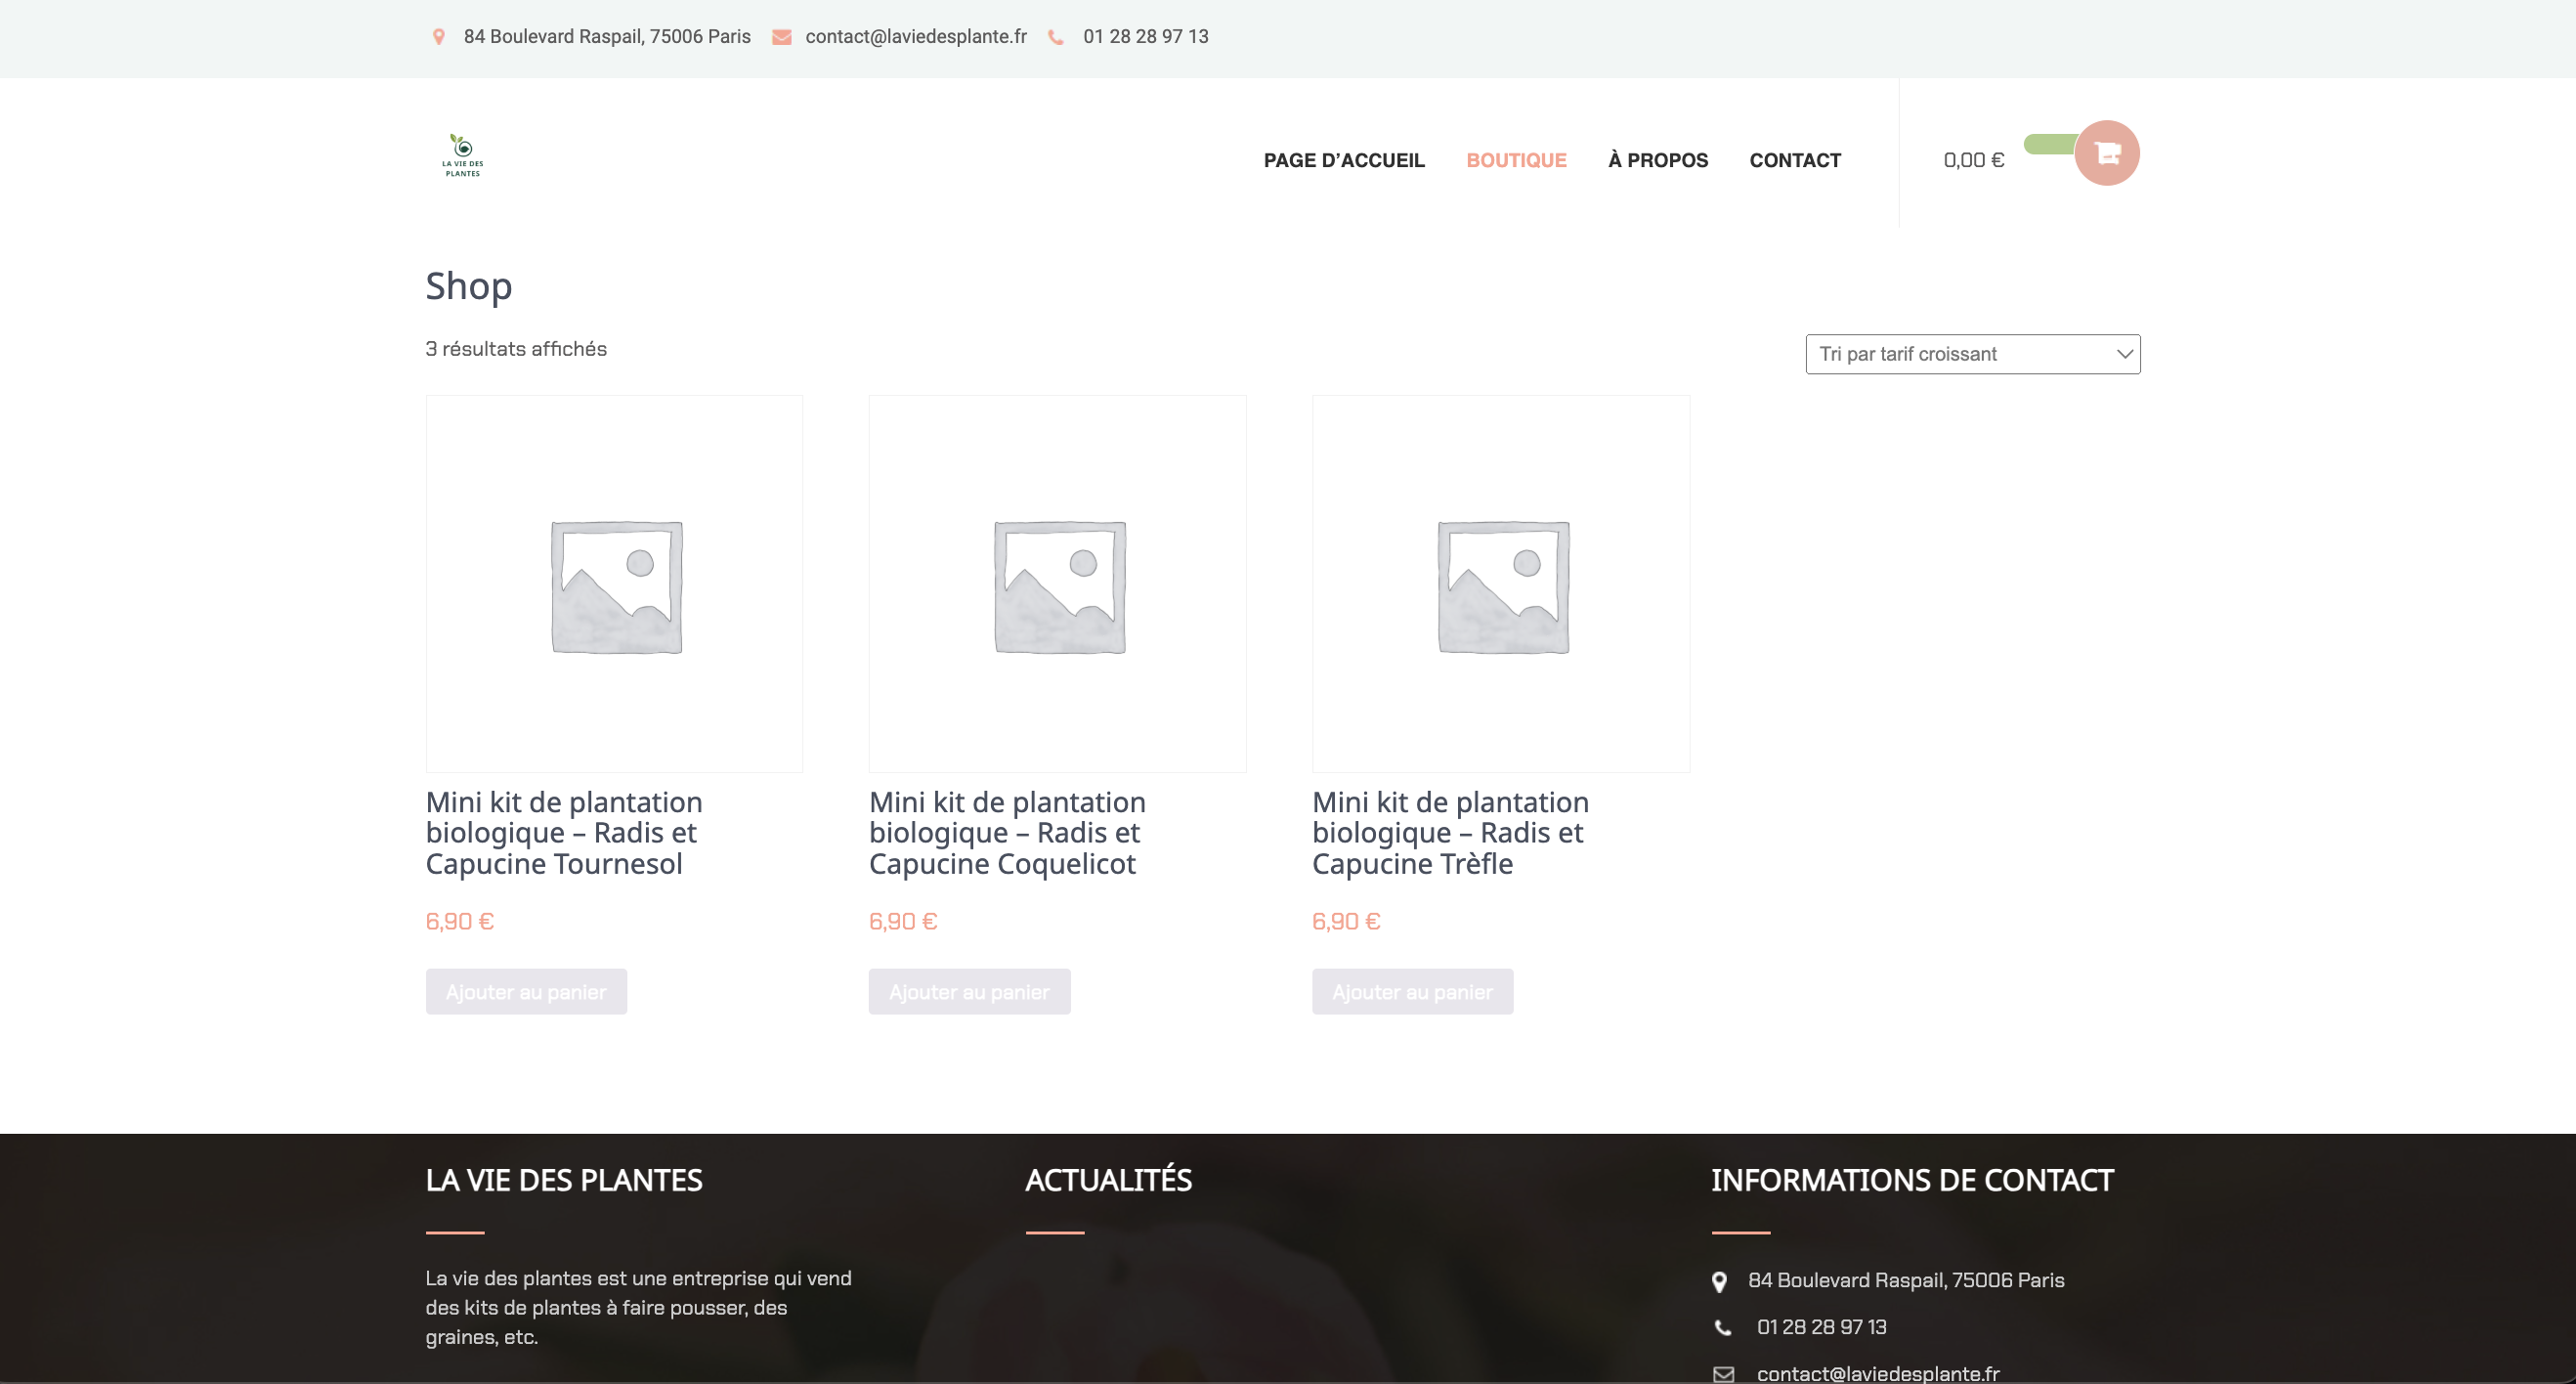 84 Boulevard Raspail, 75006 Paris contact@laviedesplante.fr 01 28 28 97 13
LA VIE DES
PLANTES
PAGE D’ACCUEIL BOUTIQUE À PROPOS CONTACT 0,00 €
Shop
3 résultats affichés
Tri par tarif croissant
Mini kit de plantation
biologique – Radis et
Capucine Tournesol
6,90 €
Ajouter au panier
Mini kit de plantation
biologique – Radis et
Capucine Coquelicot
6,90 €
Ajouter au panier
Mini kit de plantation
biologique – Radis et
Capucine Trèfle
6,90 €
Ajouter au panier
LA VIE DES PLANTES
La vie des plantes est une entreprise qui vend
des kits de plantes à faire pousser, des
graines, etc.
ACTUALITÉS
INFORMATIONS DE CONTACT
84 Boulevard Raspail, 75006 Paris
01 28 28 97 13
contact@laviedesplante.fr